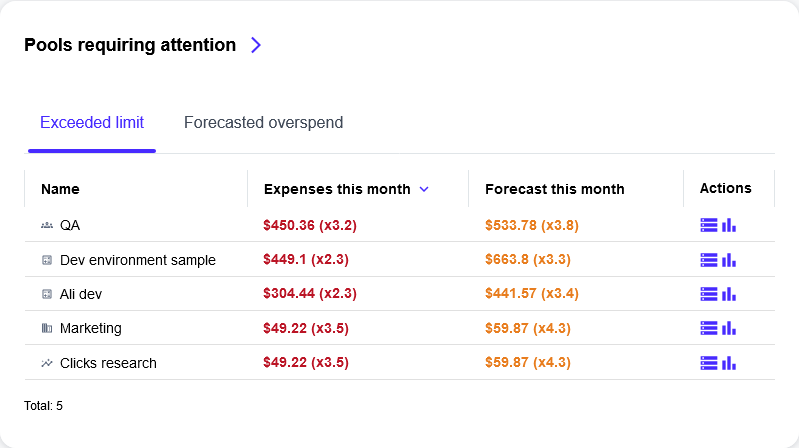 Pools requiring attention
Exceeded limit Forecasted overspend
Name Expenses this month Forecast this month Actions
QA $450.36 (x3.2) $533.78 (x3.8)
Dev environment sample $449.1 (x2.3) $663.8 (x3.3)
Ali dev $304.44 (x2.3) $441.57 (x3.4)
Marketing $49.22 (x3.5) $59.87 (x4.3)
Clicks research $49.22 (x3.5) $59.87 (x4.3)
Total: 5